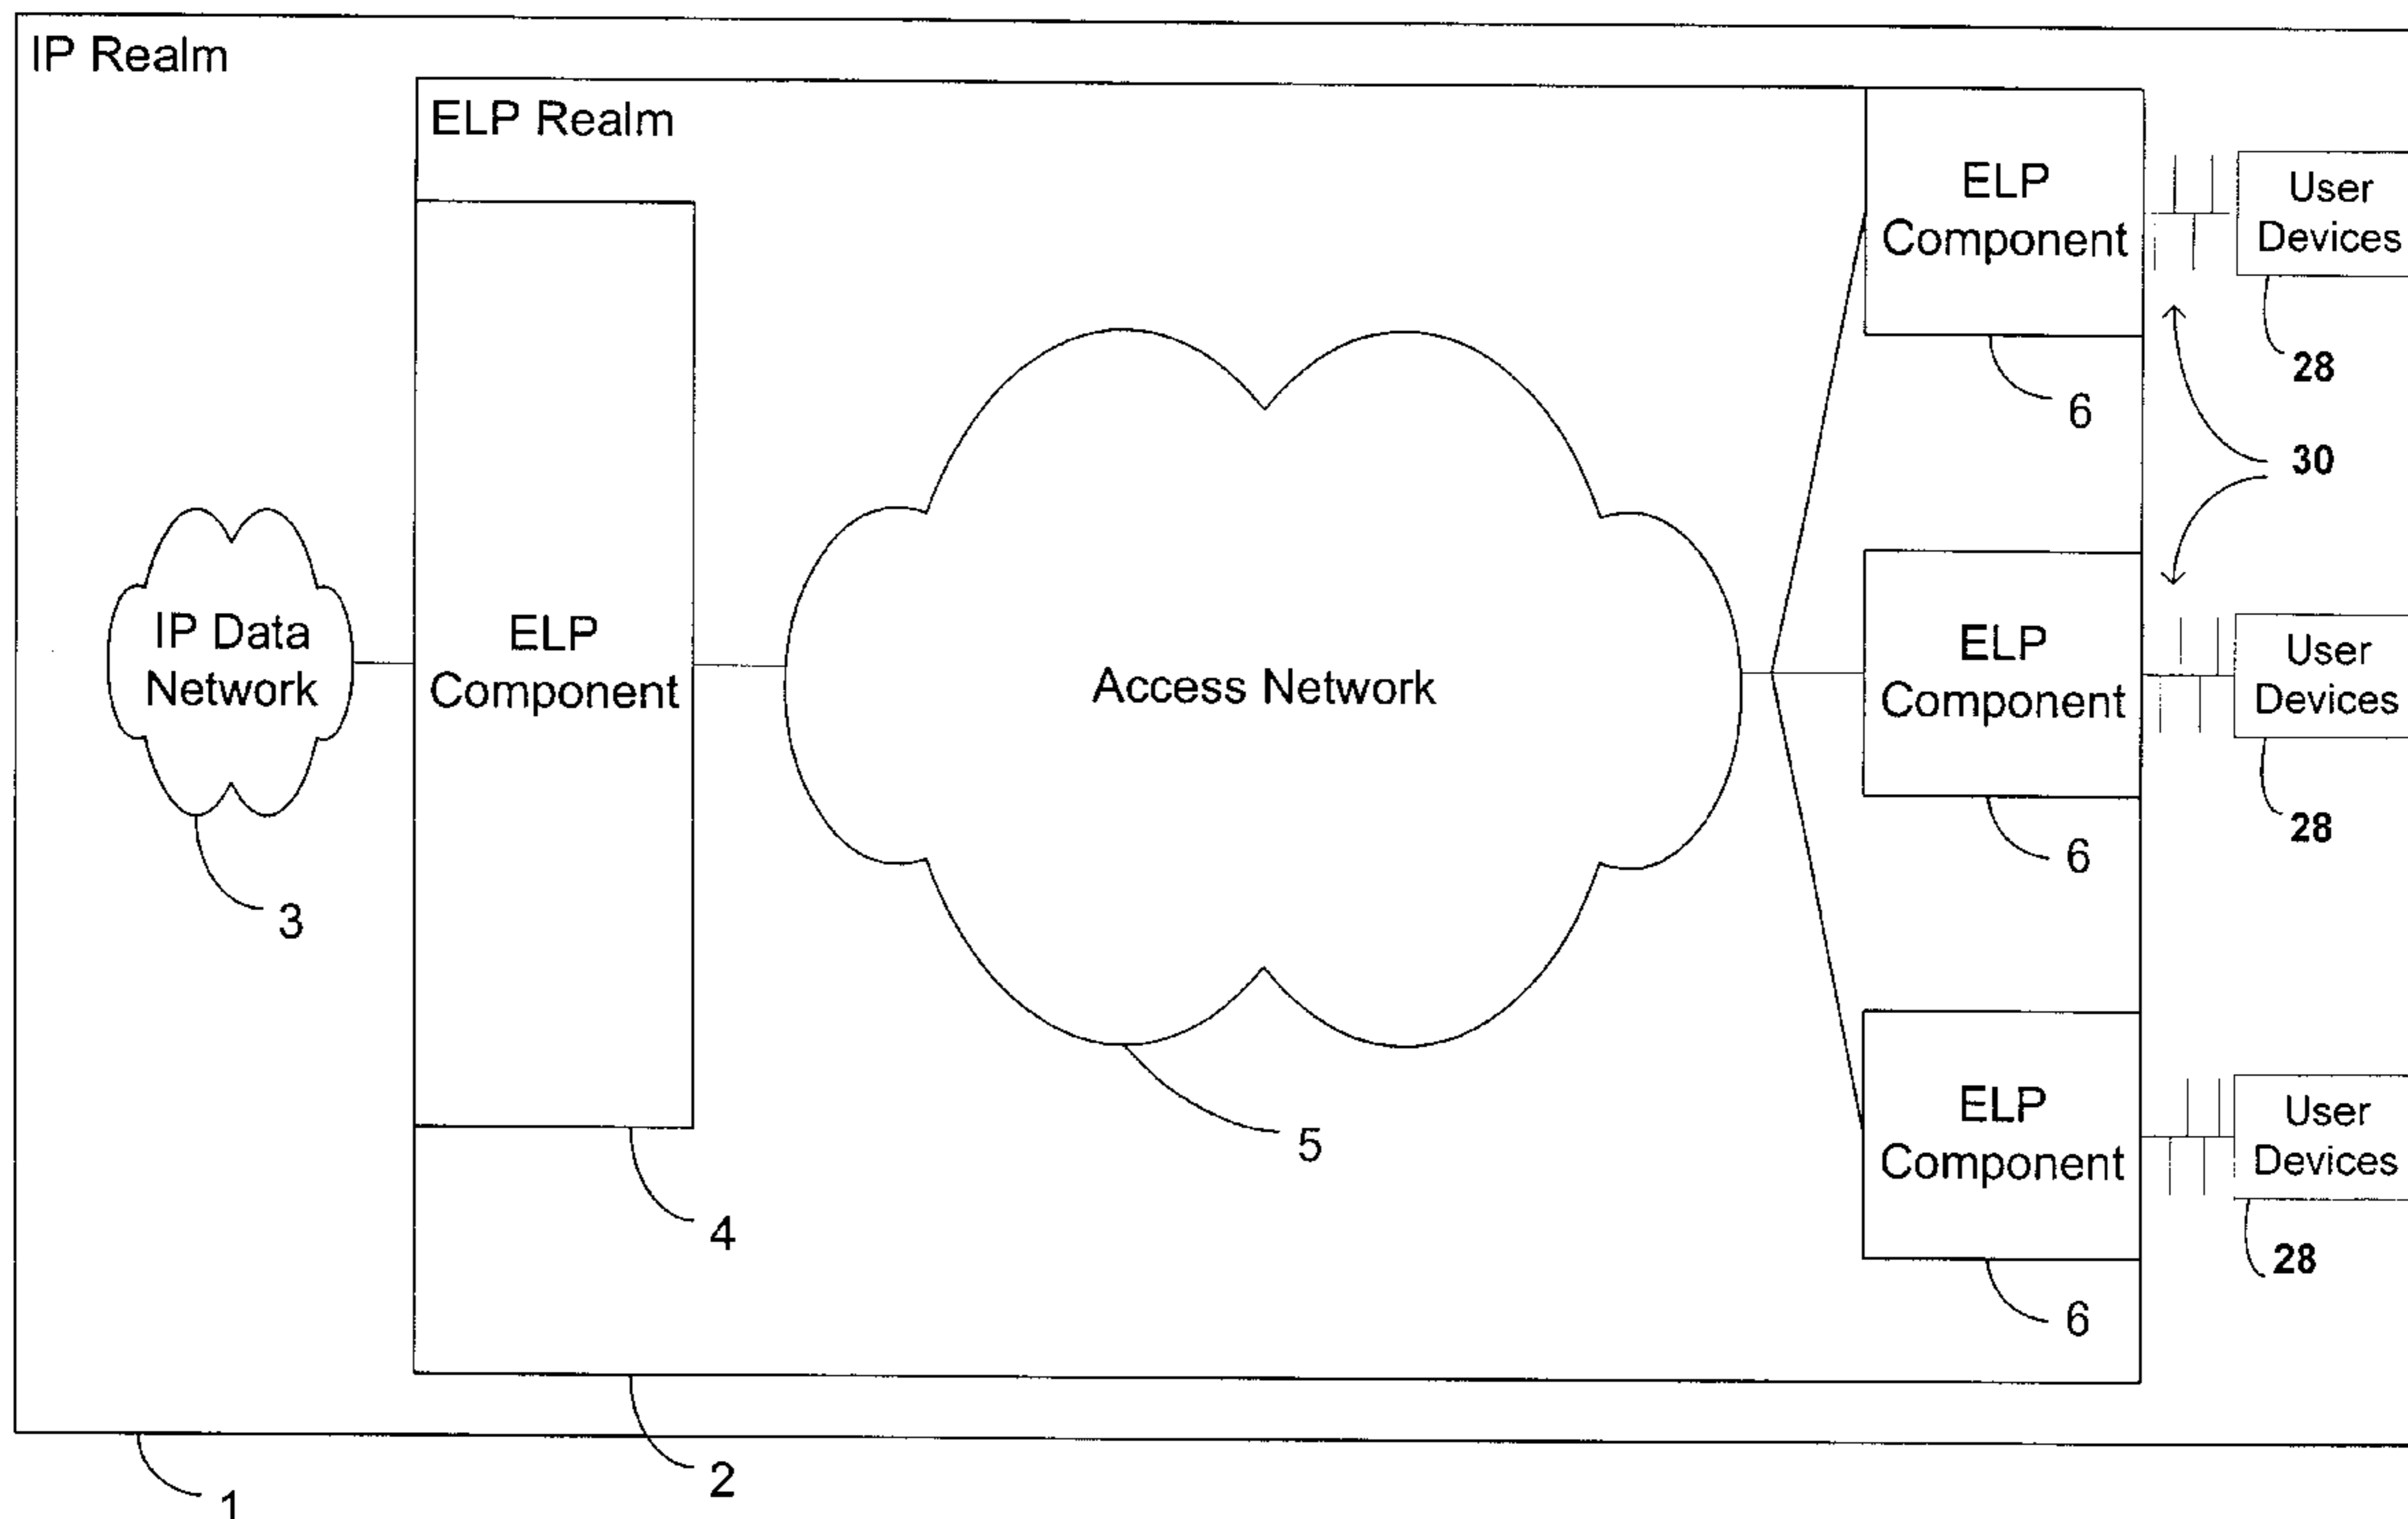 IP Realm
ELP Realm
ELP
Component
User
Devices
28
6
30
IP Data
Network
ELP
Component
Access Network
ELP
Component
User
Devices
28
6
3
ELP
Component
User
Devices
28
6
5
4
2
1